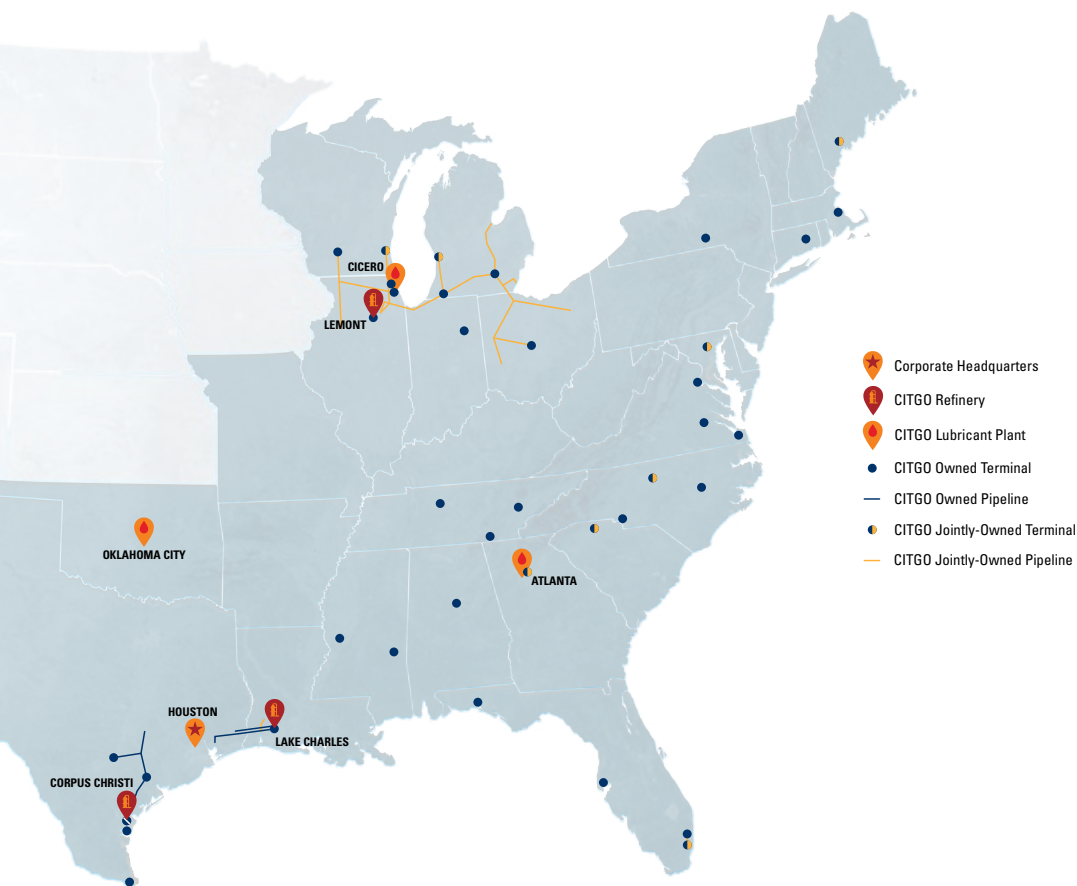 CICERO
LEMONT
Corporate Headquarters
CITGO Refinery
CITGO Lubricant Plant
CITGO Owned Terminal
CITGO Owned Pipeline
CITGO Jointly-Owned Terminal
CITGO Jointly-Owned Pipeline
OKLAHOMA CITY
ATLANTA
HOUSTON
LAKE CHARLES
CORPUS CHRISTI